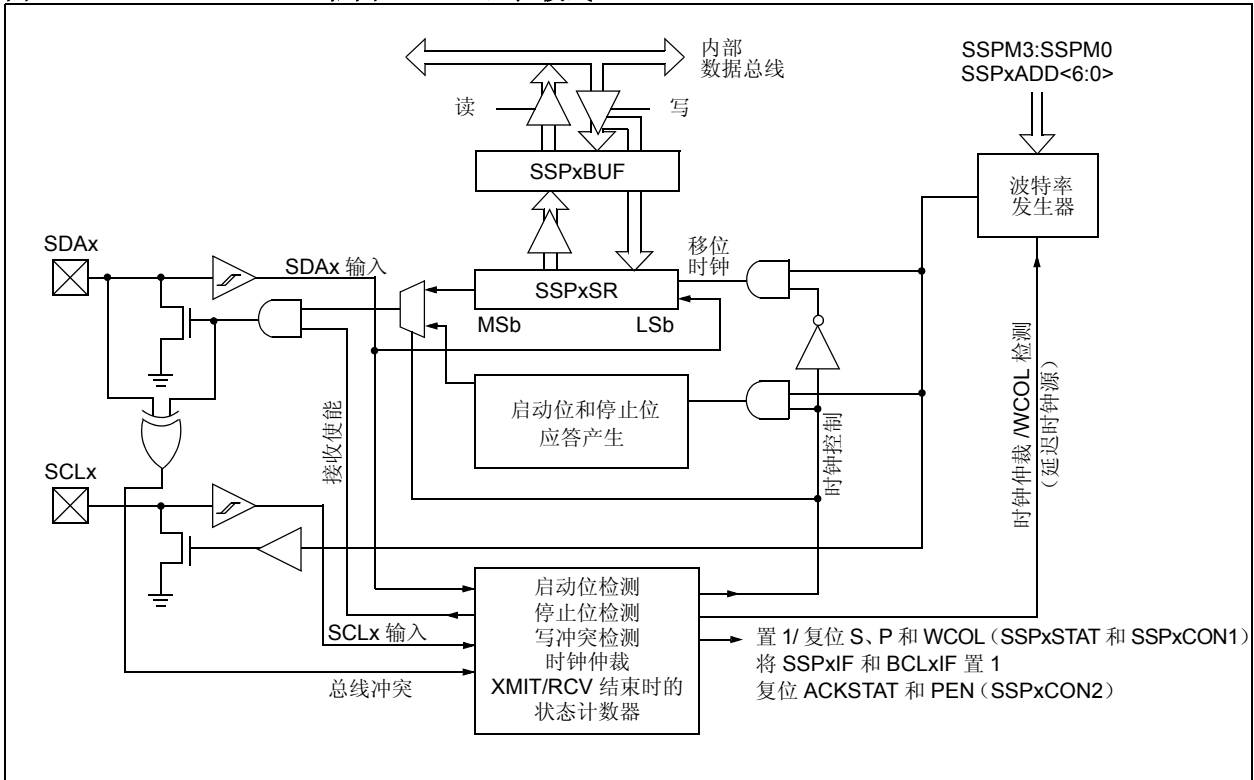 内部
数据总线
SSPM3:SSPM0
SSPxADD<6:0>
读
写
SSPxBUF
波特率
发生器
SDAx
SDAx 输入
移位
时钟
SSPxSR
MSb
LSb
启动位和停止位
应答产生
接收使能
时钟控制
时钟仲裁 /WCOL 检测
（延迟时钟源）
SCLx
SCLx 输入
总线冲突
启动位检测
停止位检测
写冲突检测
时钟仲裁
XMIT/RCV 结束时的
状态计数器
置 1/ 复位 S、P 和 WCOL（SSPxSTAT 和 SSPxCON1）
将 SSPxIF 和 BCLxIF 置 1
复位 ACKSTAT 和 PEN（SSPxCON2）